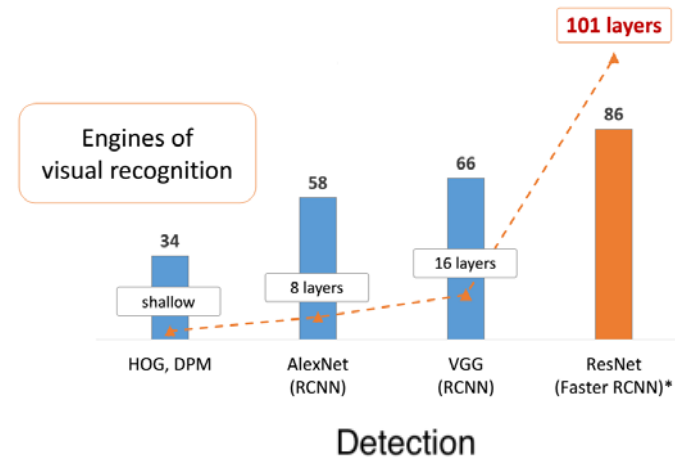 101 layers
86
Engines of
visual recognition
66
58
34
16 layers
8 layers
shallow
HOG, DPM
AlexNet
(RCNN)
VGG
(RCNN)
ResNet
(Faster RCNN)*
Detection